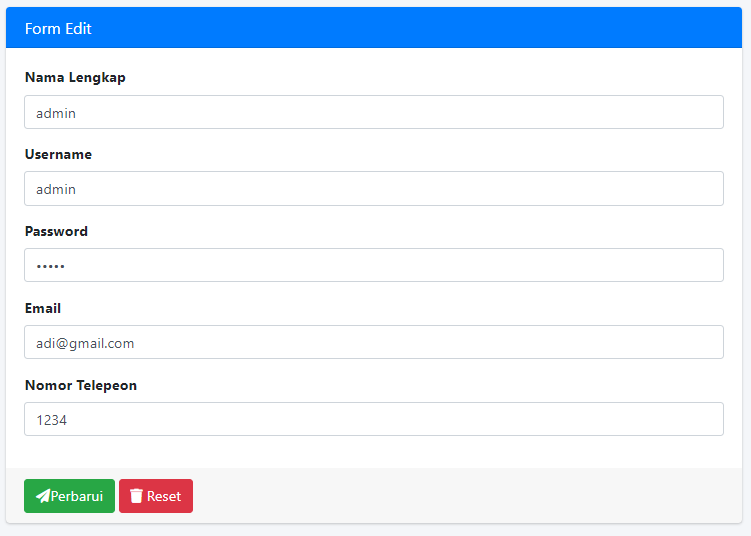 Form Edit
Nama Lengkap
admin
Username
admin
Password
•••••
Email
adi@gmail.com
Nomor Telepeon
1234
Perbarui Reset